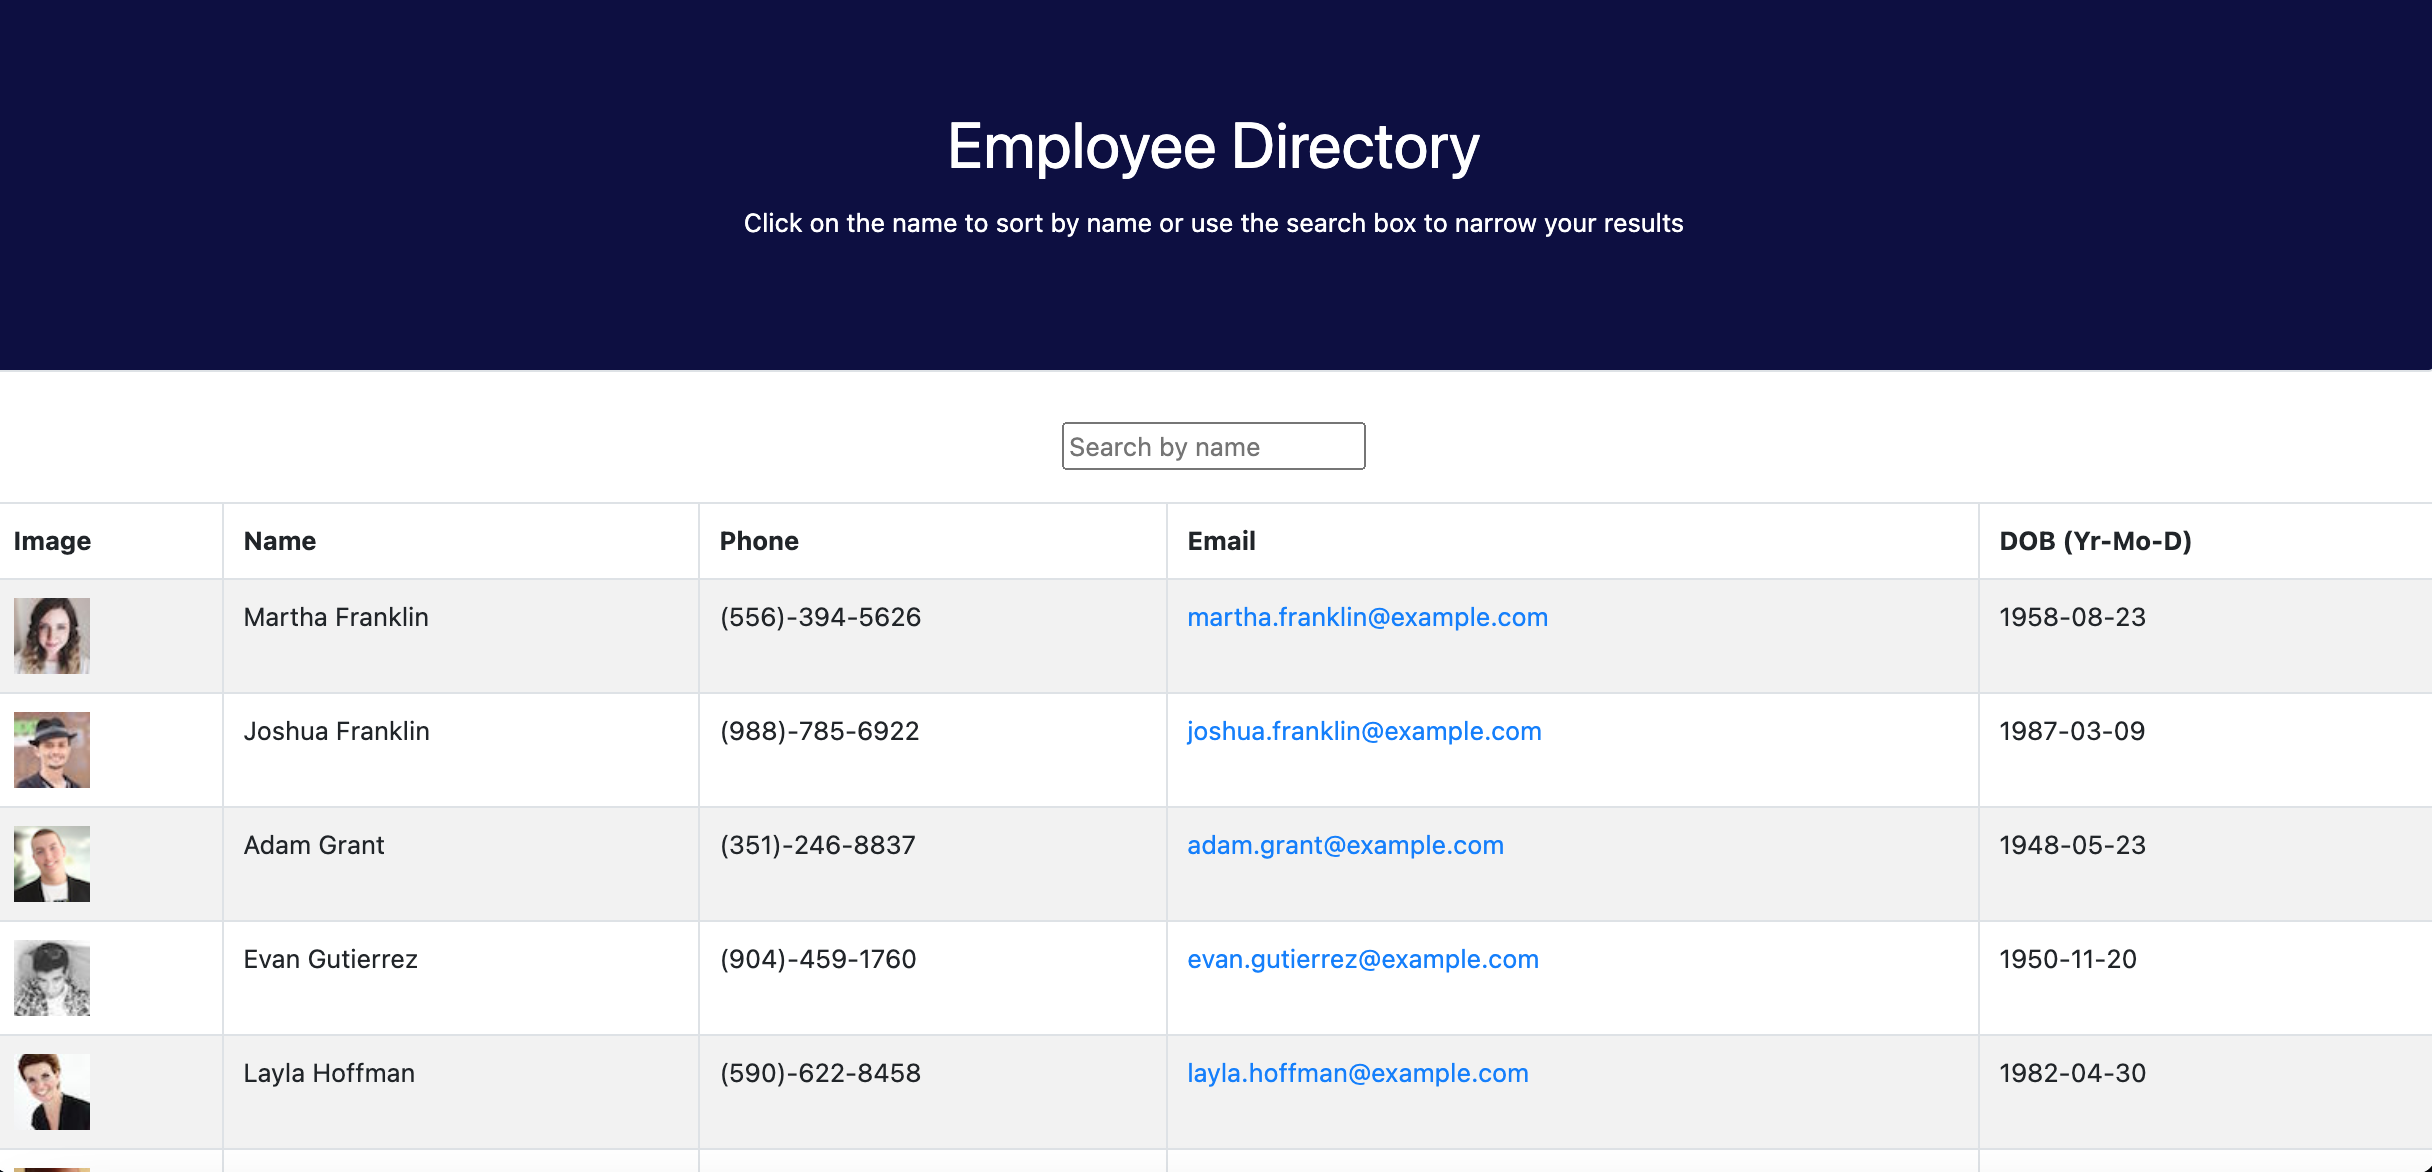 Employee Directory
Click on the name to sort by name or use the search box to narrow your results
Search by name
Image Name Phone Email DOB (Yr-Mo-D)
Martha Franklin (556)-394-5626 martha.franklin@example.com 1958-08-23
Joshua Franklin (988)-785-6922 joshua.franklin@example.com 1987-03-09
Adam Grant (351)-246-8837 adam.grant@example.com 1948-05-23
Evan Gutierrez (904)-459-1760 evan.gutierrez@example.com 1950-11-20
Layla Hoffman (590)-622-8458 layla.hoffman@example.com 1982-04-30